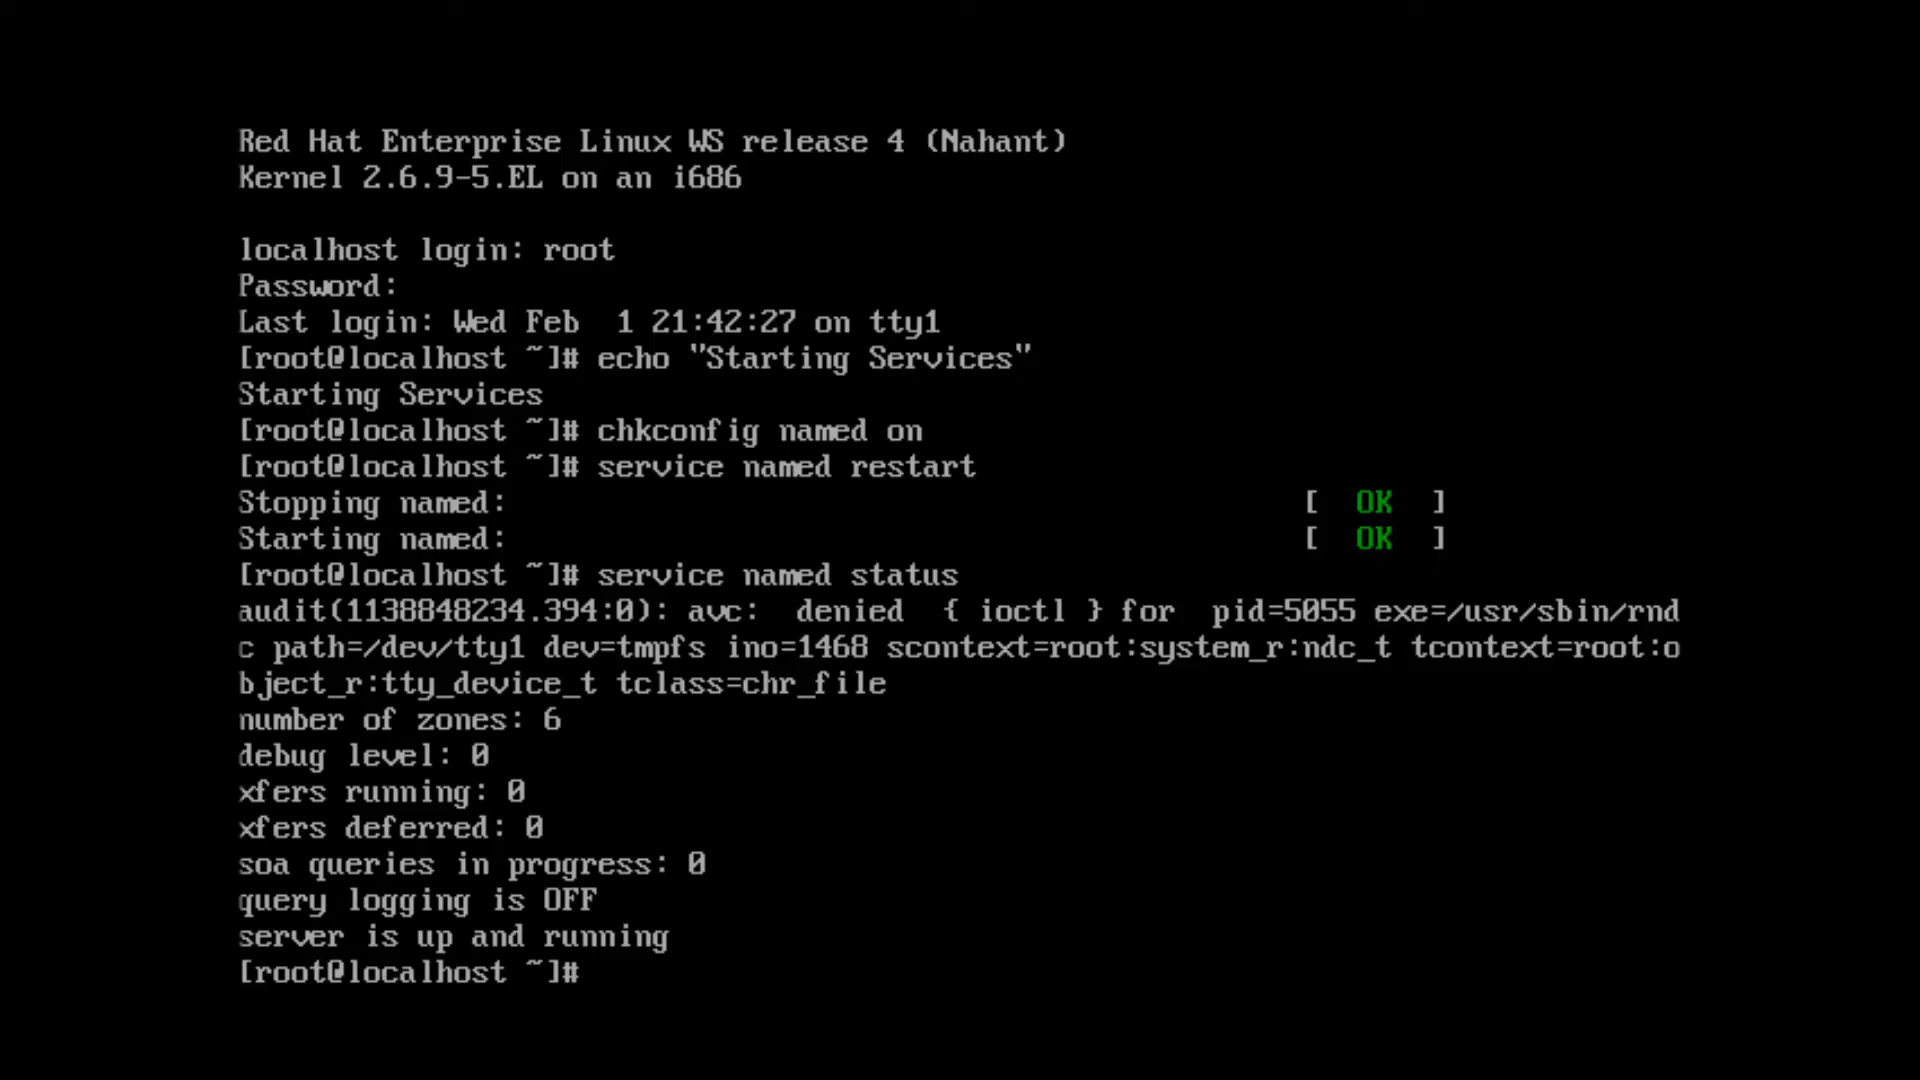 Red Hat Enterprise Linux WS release 4 (Nahant)
Kernel 2.6.9-5.EL on an i686
localhost login: root
Password:
Last login: Wed Feb  1 21:42:27 on tty1
[root@localhost ~]# echo "Starting Services"
Starting Services
[root@localhost ~]# chkconfig named on
[root@localhost ~]# service named restart
Stopping named:                                            [  OK  ]
Starting named:                                            [  OK  ]
[root@localhost ~]# service named status
audit(1138848234.394:0): avc:  denied  { ioctl } for  pid=5055 exe=/usr/sbin/rnd
c path=/dev/tty1 dev=tmpfs ino=1468 scontext=root:system_r:ndc_t tcontext=root:o
bject_r:tty_device_t tclass=chr_file
number of zones: 6
debug level: 0
xfers running: 0
xfers deferred: 0
soa queries in progress: 0
query logging is OFF
server is up and running
[root@localhost ~]#